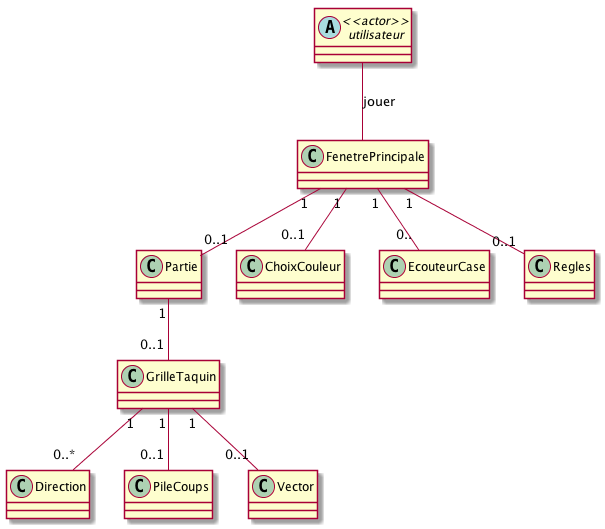 A
<<actor>>
utilisateur
jouer
C FenetrePrincipale
1 1 1 1
0..1 0..1 0.. 0..1
C Partie
C ChoixCouleur
C EcouteurCase
C Regles
1
0..1
C GrilleTaquin
1 1 1
0..* 0..1 0..1
C Direction
C PileCoups
C Vector